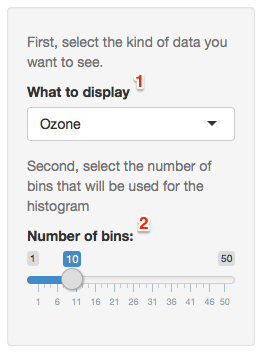 First, select the kind of data you
want to see.
What to display 1
Ozone
Second, select the number of
bins that will be used for the
histogram
Number of bins: 2
1 10 50
1 6 11 16 21 26 31 36 41 46 50